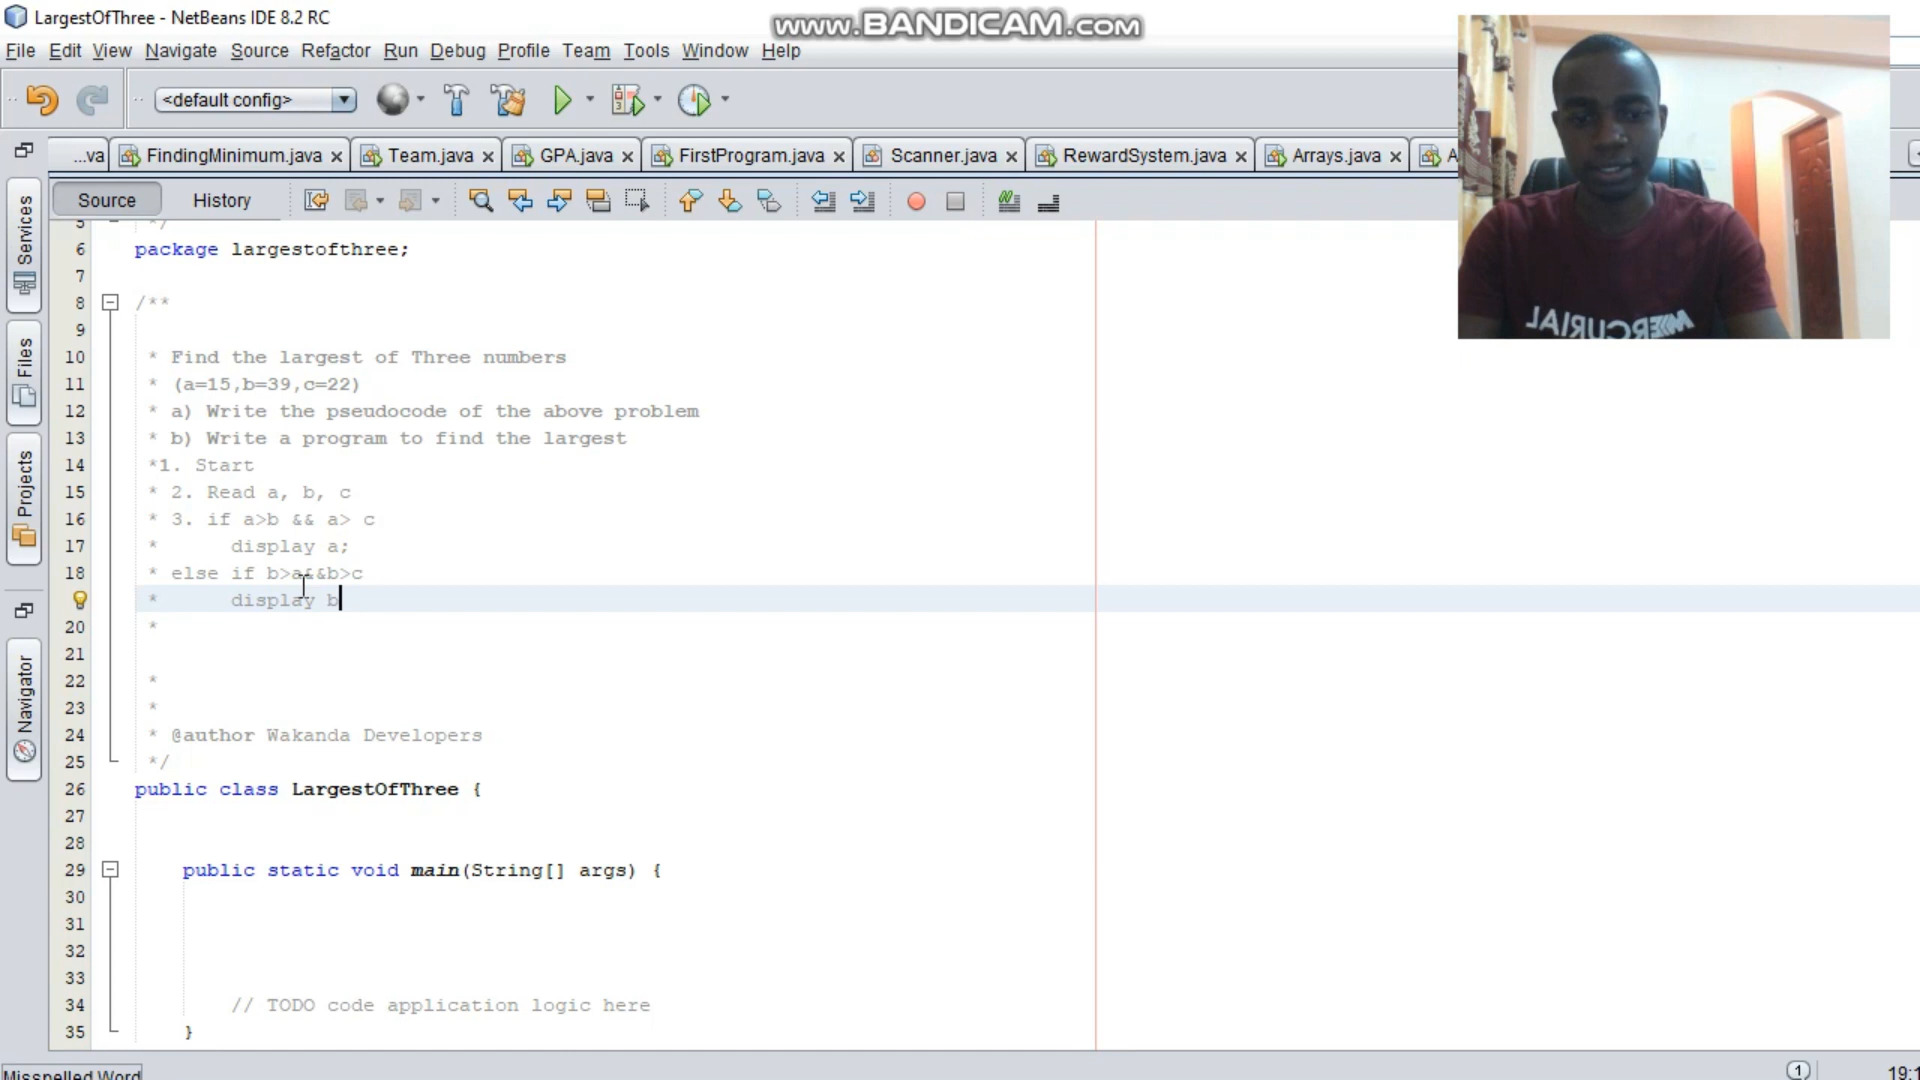 LargestOfThree - NetBeans IDE 8.2 RC
www.BANDICAM.com
File Edit View Navigate Source Refactor Run Debug Profile Team Tools Window Help
<default config>
...va FindingMinimum.java Team.java GPA.java FirstProgram.java Scanner.java RewardSystem.java Arrays.java A
Source History
Services
Files
Projects
Navigator
5 */
6 package largestofthree;
7
8 /**
9
10 * Find the largest of Three numbers
11 * (a=15,b=39,c=22)
12 * a) Write the pseudocode of the above problem
13 * b) Write a program to find the largest
14 *1. Start
15 * 2. Read a, b, c
16 * 3. if a>b && a> c
17 * display a;
18 * else if b>a&&b>c
* display b
20 *
21
22 *
23 *
24 * @author Wakanda Developers
25 */
26 public class LargestOfThree {
27
28
29 public static void main(String[] args) {
30
31
32
33
34 // TODO code application logic here
35 }
MERCURIAL
Misspelled Word
1
19:1